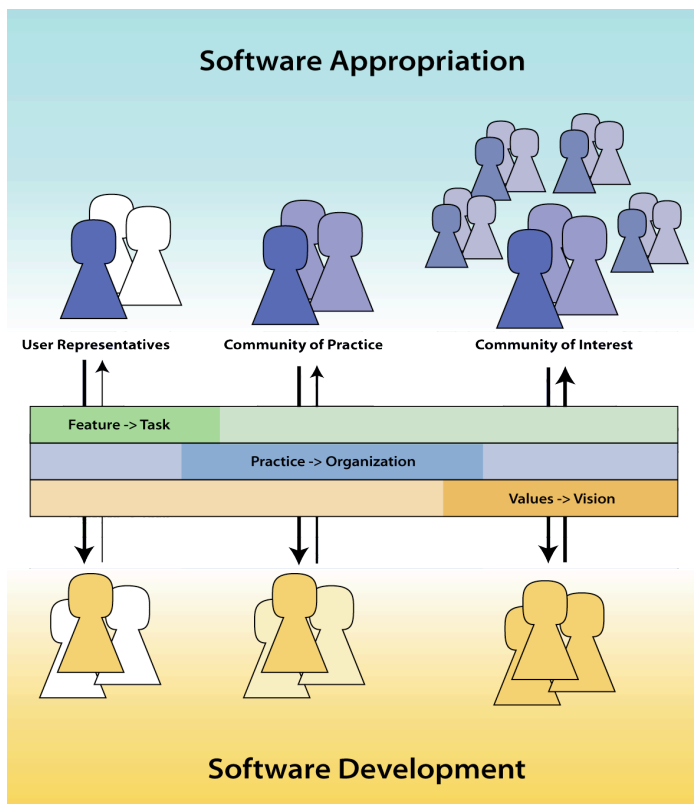 Software Appropriation
User Representatives
Community of Practice
Community of Interest
Feature -> Task
Practice -> Organization
Values -> Vision
Software Development